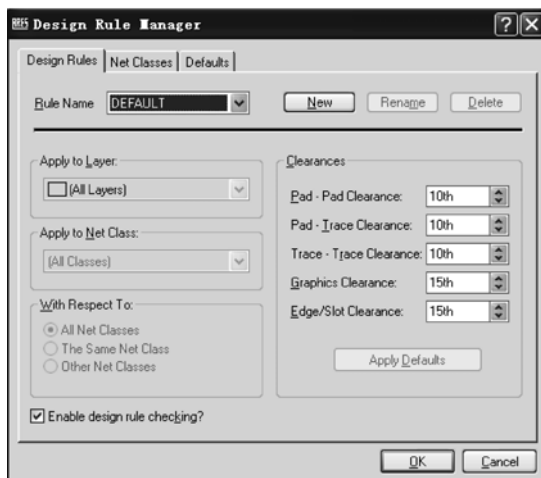 Design Rule Manager
Design Rules Net Classes Defaults
Rule Name DEFAULT New Rename Delete
Apply to Layer:
(All Layers)
Apply to Net Class:
(All Classes)
With Respect To:
All Net Classes
The Same Net Class
Other Net Classes
Clearances
Pad - Pad Clearance: 10th
Pad - Trace Clearance: 10th
Trace - Trace Clearance: 10th
Graphics Clearance: 15th
Edge/Slot Clearance: 15th
Apply Defaults
Enable design rule checking?
OK Cancel